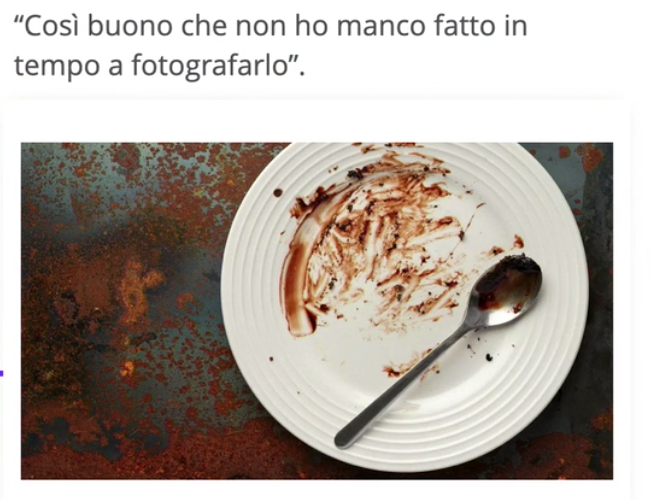 “Così buono che non ho manco fatto in
tempo a fotografarlo”.